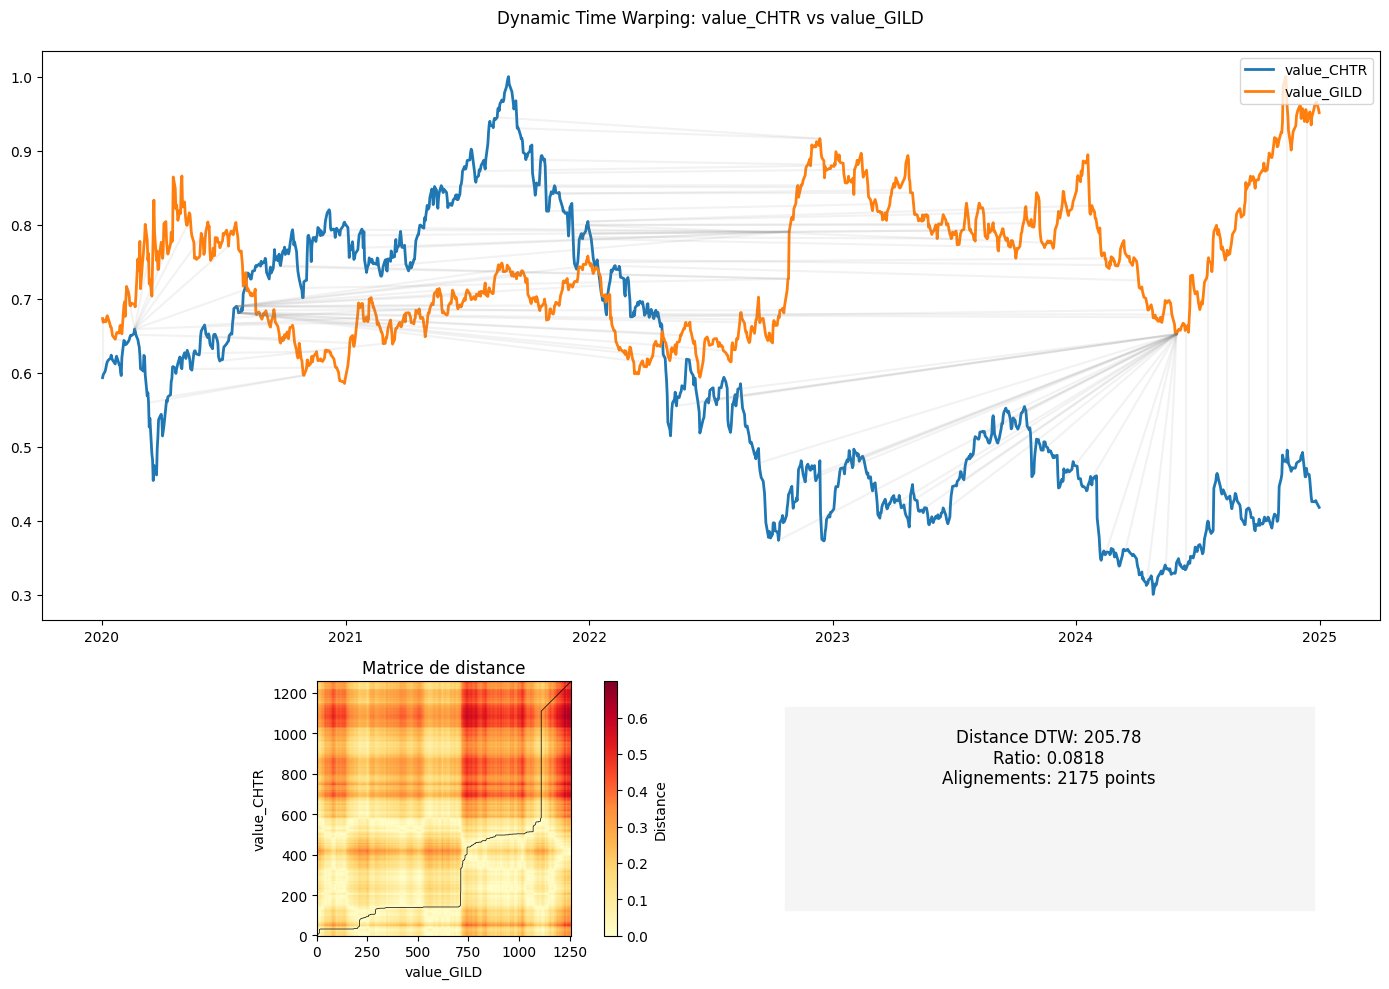 Dynamic Time Warping: value_CHTR vs value_GILD
value_CHTR
value_GILD
1.0
0.9
0.8
0.7
0.6
0.5
0.4
0.3
2020 2021 2022 2023 2024 2025
Matrice de distance
value_CHTR
1200
1000
800
600
400
200
0
0 250 500 750 1000 1250
value_GILD
0.6
0.5
0.4
0.3
0.2
0.1
0.0
Distance
Distance DTW: 205.78
Ratio: 0.0818
Alignements: 2175 points